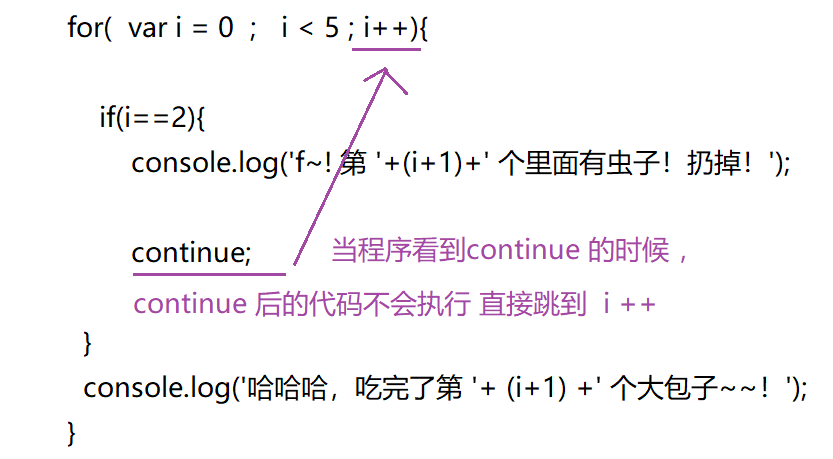 for(  var i = 0  ;   i < 5 ; i++){
if(i==2){
console.log('f~! 第 '+(i+1)+' 个里面有虫子！扔掉！');
continue;
当程序看到continue 的时候，
continue 后的代码不会执行 直接跳到  i ++
}
console.log('哈哈哈，吃完了第 '+ (i+1) +' 个大包子~~！');
}